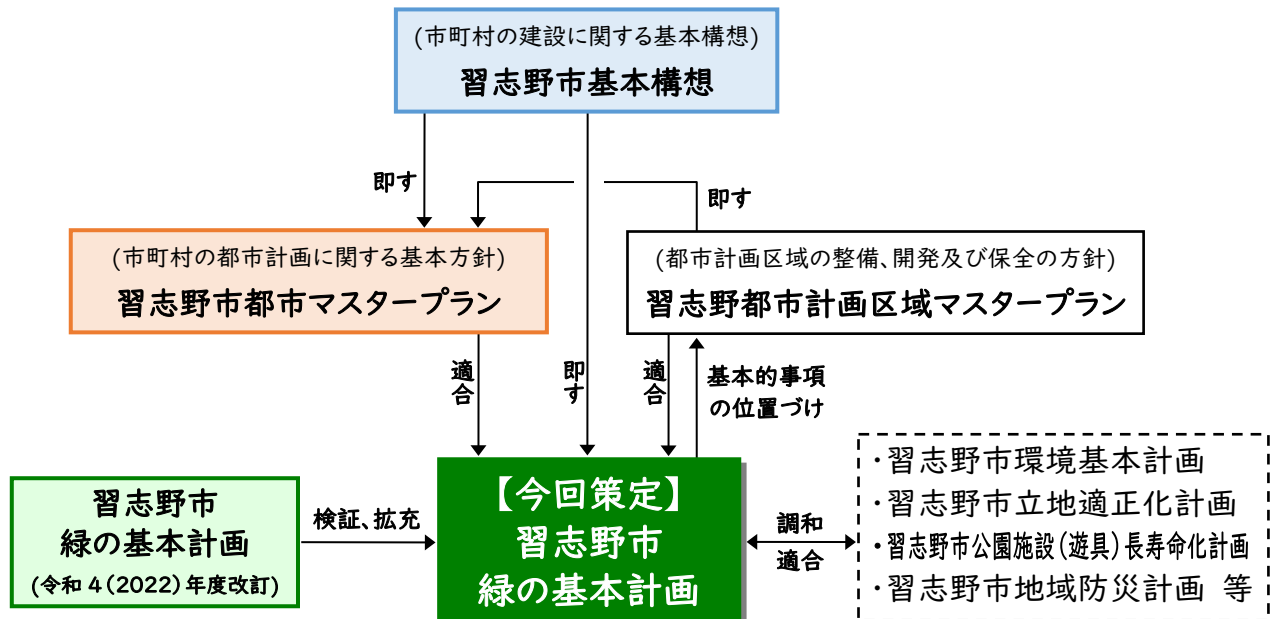 (市町村の建設に関する基本構想)
習志野市基本構想
即す
即す
(市町村の都市計画に関する基本方針)
習志野市都市マスタープラン
(都市計画区域の整備、開発及び保全の方針)
習志野都市計画区域マスタープラン
適合
即す
適合
基本的事項
の位置づけ
習志野市
緑の基本計画
(令和4(2022)年度改訂)
検証、拡充
【今回策定】
習志野市
緑の基本計画
調和
適合
・習志野市環境基本計画
・習志野市立地適正化計画
・習志野市公園施設(遊具)長寿命化計画
・習志野市地域防災計画 等